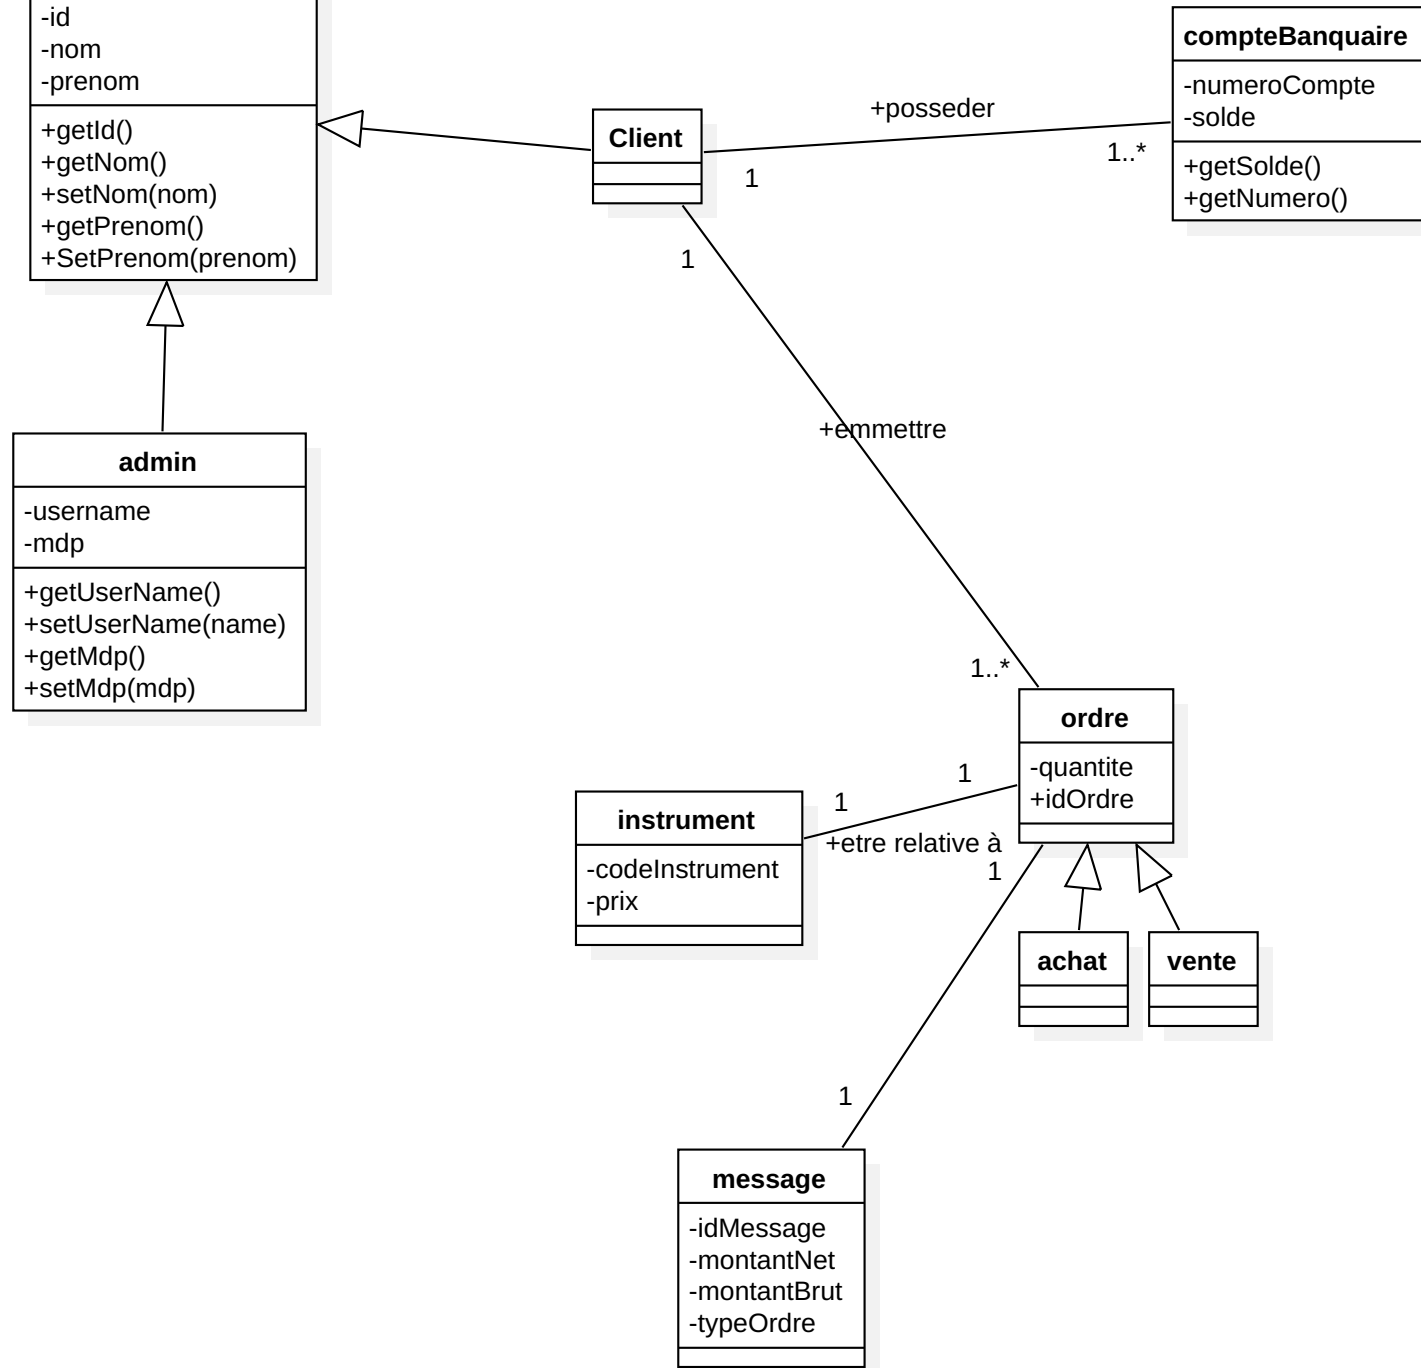 -id
-nom
-prenom
+getId()
+getNom()
+setNom(nom)
+getPrenom()
+SetPrenom(prenom)
Client
+posseder
1
1..*
compteBanquaire
-numeroCompte
-solde
+getSolde()
+getNumero()
1
+emmettre
1..*
admin
-username
-mdp
+getUserName()
+setUserName(name)
+getMdp()
+setMdp(mdp)
ordre
-quantite
+idOrdre
1
1
+etre relative à
1
instrument
-codeInstrument
-prix
achat
vente
1
message
-idMessage
-montantNet
-montantBrut
-typeOrdre